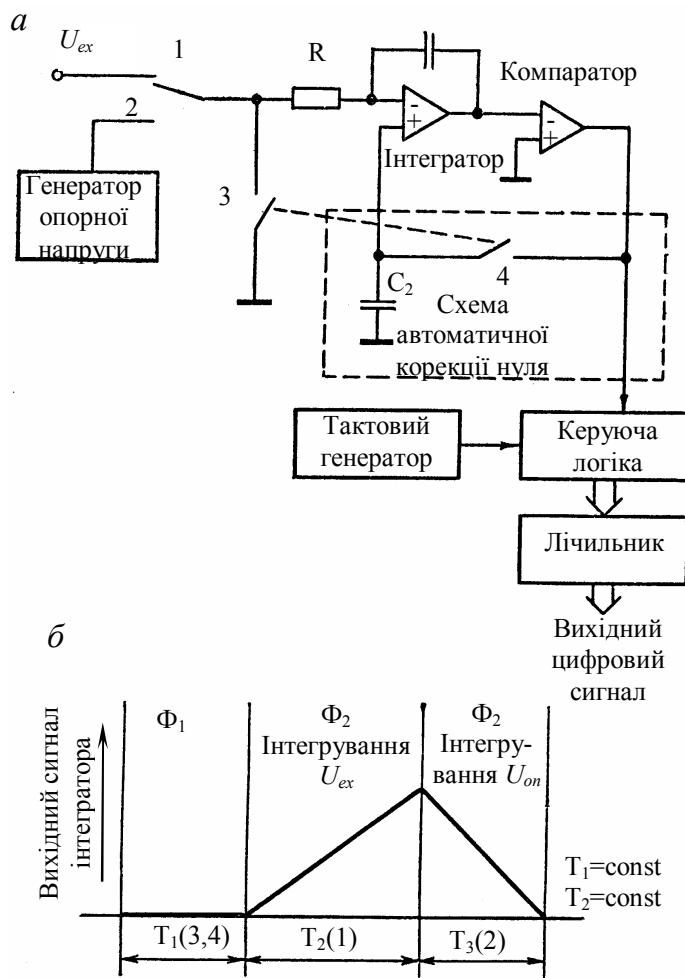 а
U_ex
1
2
R
Компаратор
Інтегратор
-
+
-
+
Генератор
опорної
напруги
3
4
C₂
Схема
автоматичної
корекції нуля
Тактовий
генератор
Керуюча
логіка
Лічильник
Вихідний
цифровий
сигнал
б
Вихідний сигнал
інтегратора
Ф₁
Ф₂
Інтегрування
U_ex
Ф₂
Інтегру-
вання U_on
T₁=const
T₂=const
T₁(3,4)
T₂(1)
T₃(2)